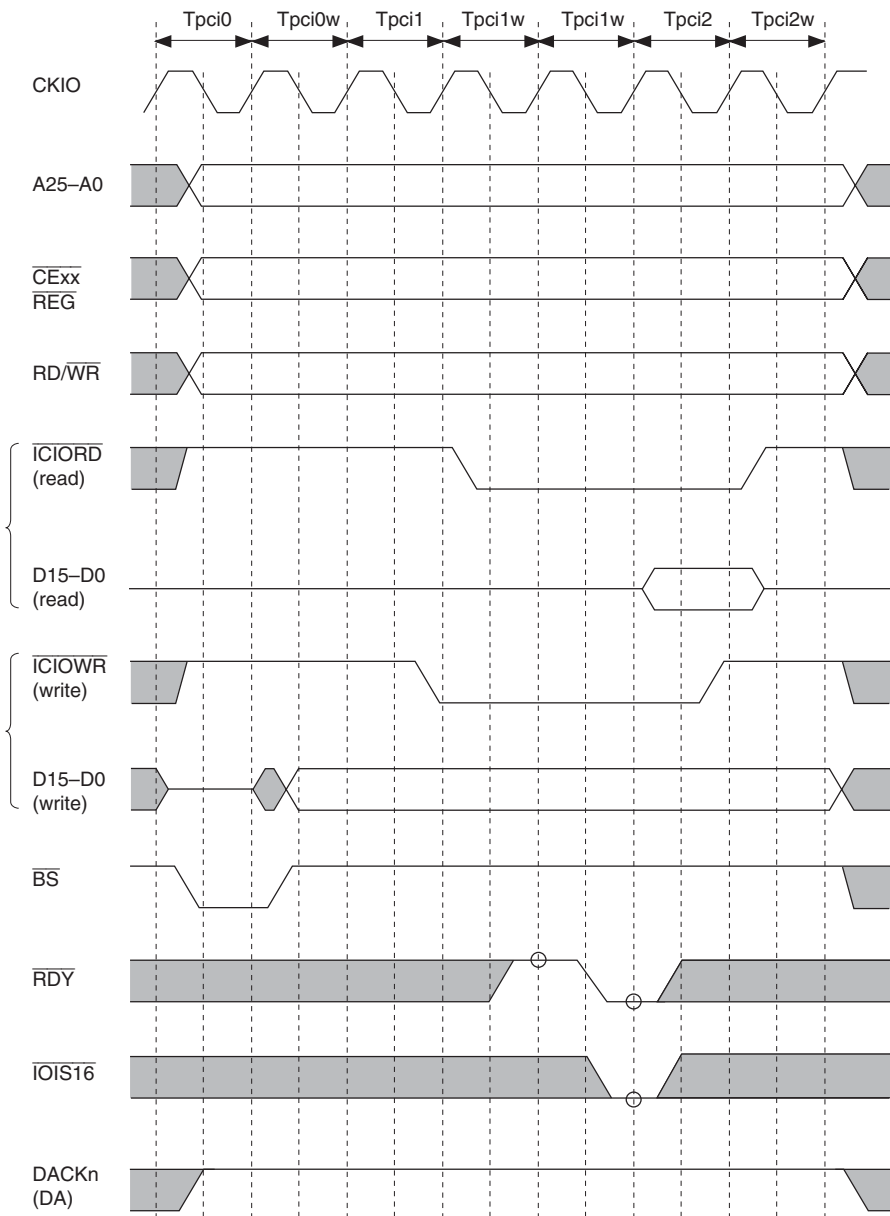 Tpci0 Tpci0w Tpci1 Tpci1w Tpci1w Tpci2 Tpci2w
CKIO
A25–A0
CExx
REG
RD/WR
ICIORD
(read)
D15–D0
(read)
ICIOWR
(write)
D15–D0
(write)
BS
RDY
IOIS16
DACKn
(DA)